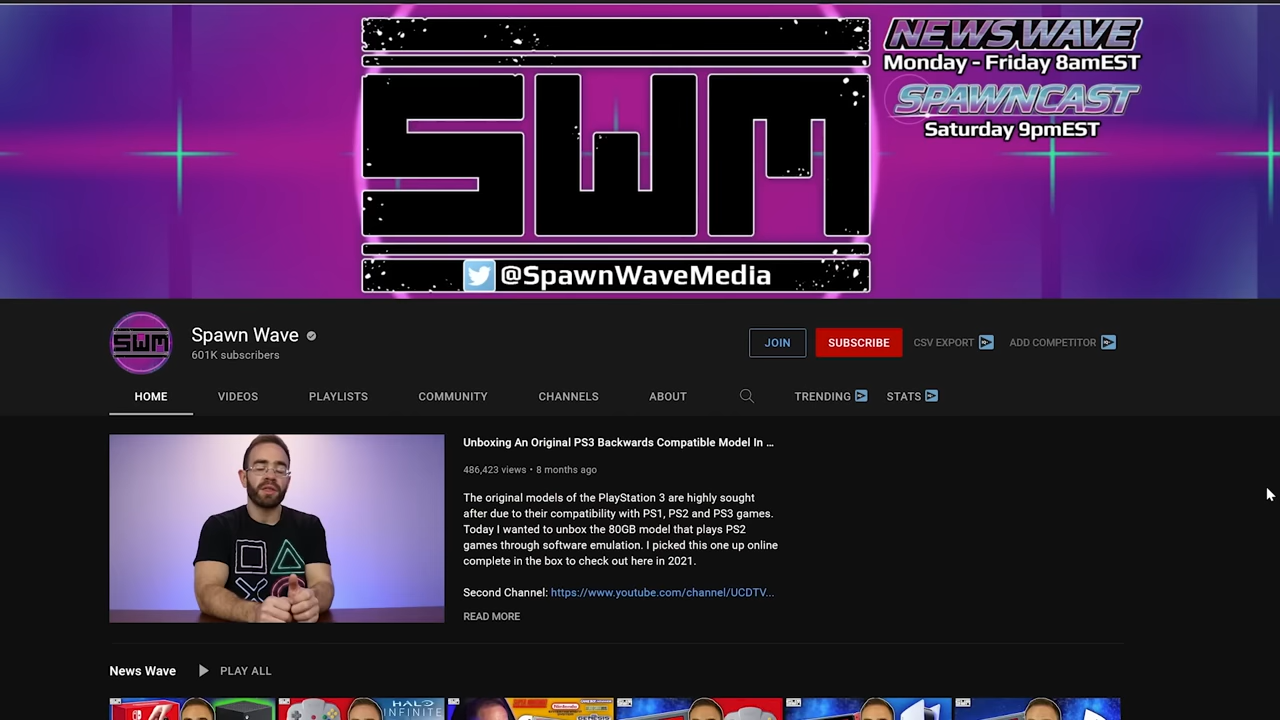 NEWS WAVE
Monday - Friday 8amEST
SPAWNCAST
Saturday 9pmEST
SWM
@SpawnWaveMedia
SWM
Spawn Wave
601K subscribers
JOIN
SUBSCRIBE
CSV EXPORT
ADD COMPETITOR
HOME
VIDEOS
PLAYLISTS
COMMUNITY
CHANNELS
ABOUT
TRENDING
STATS
Unboxing An Original PS3 Backwards Compatible Model In ...
486,423 views • 8 months ago
The original models of the PlayStation 3 are highly sought
after due to their compatibility with PS1, PS2 and PS3 games.
Today I wanted to unbox the 80GB model that plays PS2
games through software emulation. I picked this one up online
complete in the box to check out here in 2021.
Second Channel: https://www.youtube.com/channel/UCDTV...
READ MORE
News Wave
PLAY ALL
HALO
INFINITE